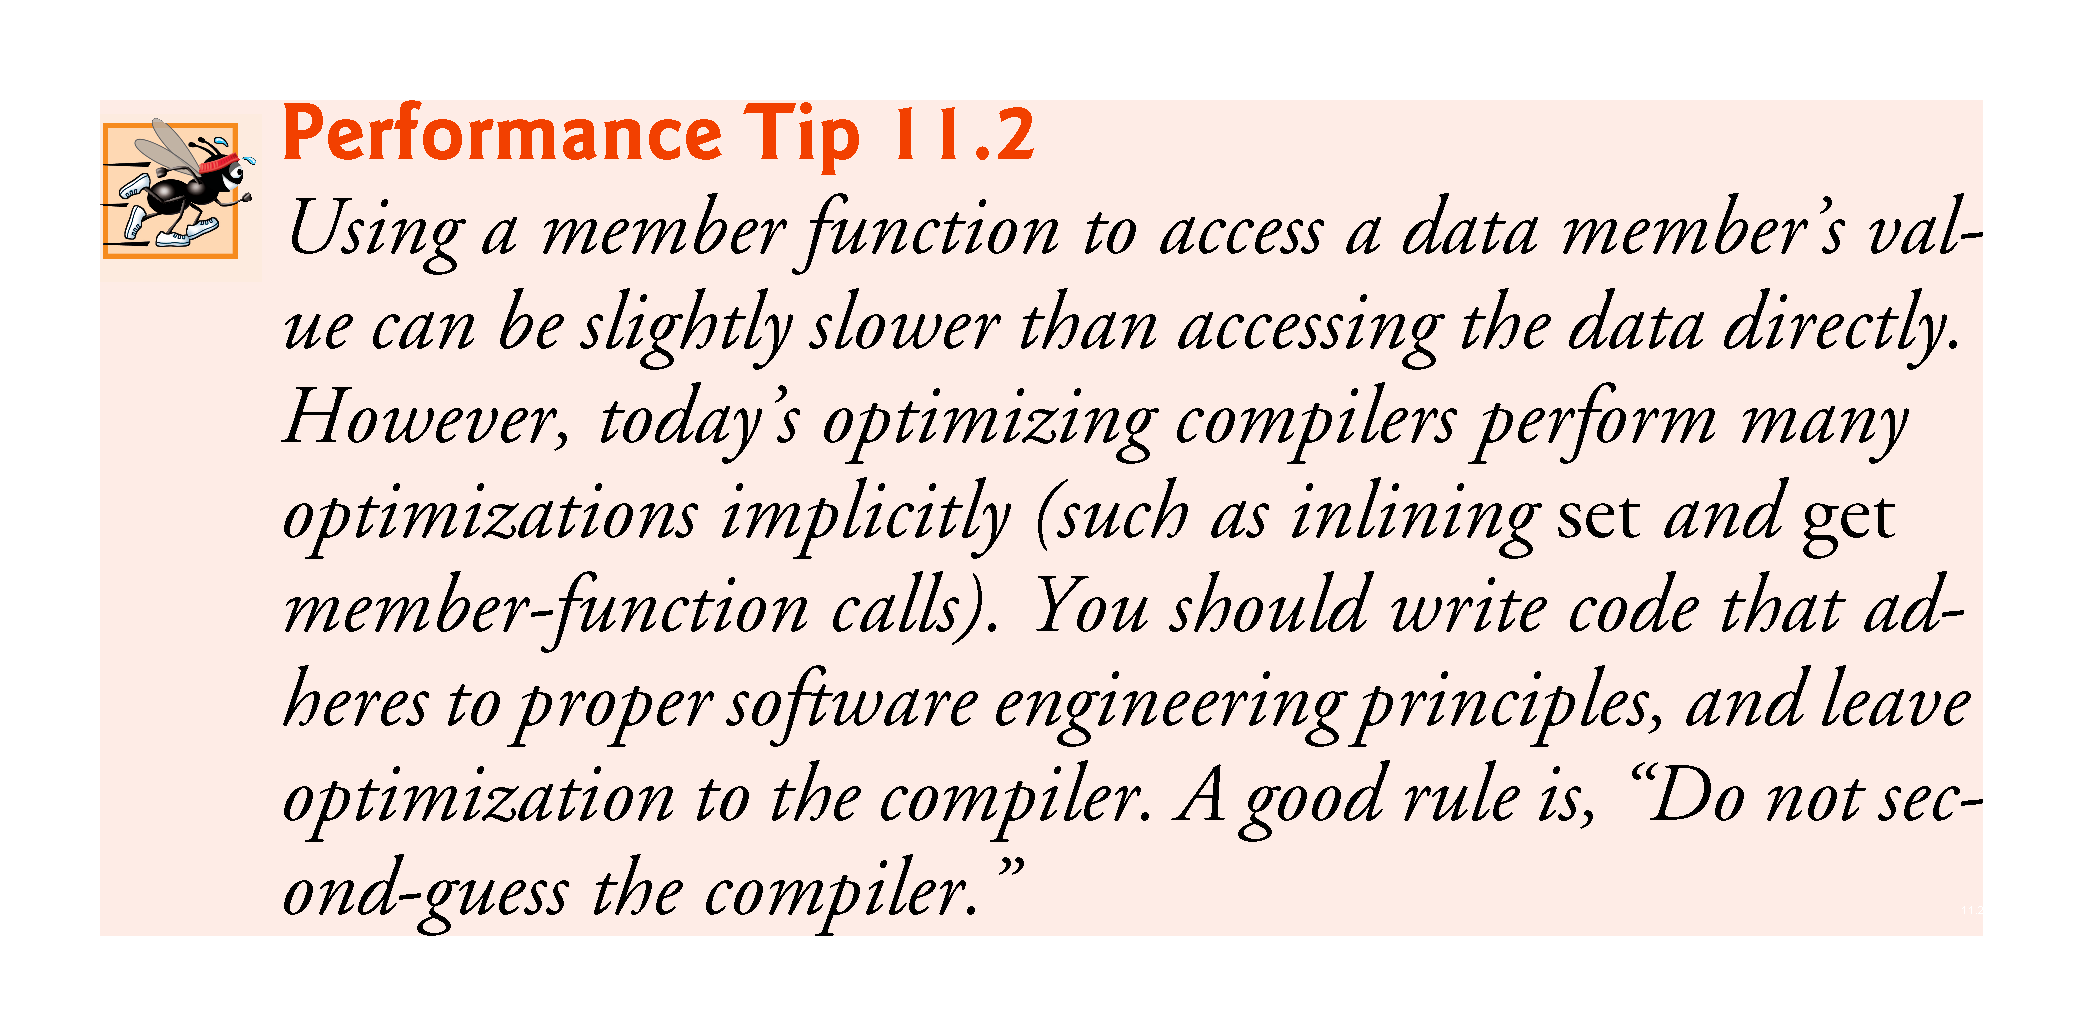 Performance Tip 11.2
Using a member function to access a data member’s val-
ue can be slightly slower than accessing the data directly.
However, today’s optimizing compilers perform many
optimizations implicitly (such as inlining set and get
member-function calls). You should write code that ad-
heres to proper software engineering principles, and leave
optimization to the compiler. A good rule is, “Do not sec-
ond-guess the compiler.”